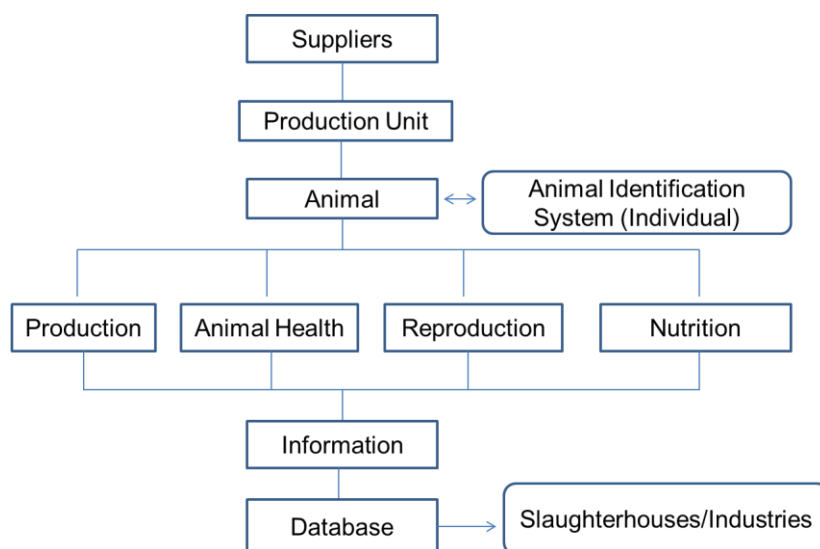 Suppliers
Production Unit
Animal
Animal Identification
System (Individual)
Production
Animal Health
Reproduction
Nutrition
Information
Database
Slaughterhouses/Industries